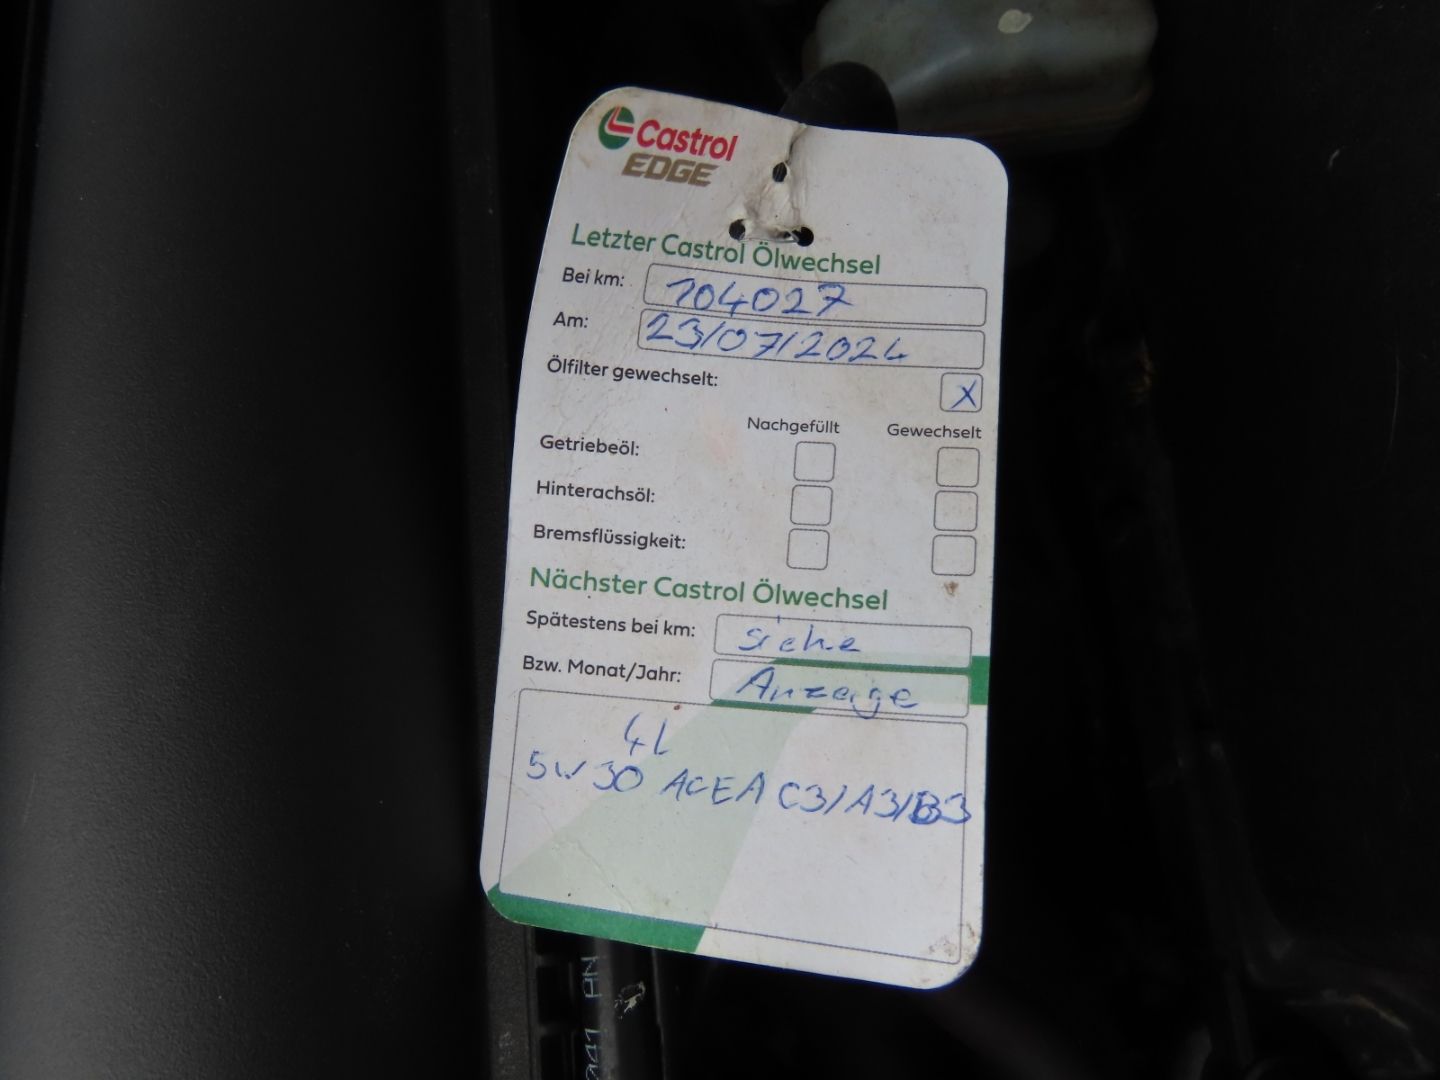 Castrol
EDGE
Letzter Castrol Ölwechsel
Bei km: 104027
Am: 23/07/2024
Ölfilter gewechselt: X
Nachgefüllt Gewechselt
Getriebeöl:
Hinterachsöl:
Bremsflüssigkeit:
Nächster Castrol Ölwechsel
Spätestens bei km: siehe
Bzw. Monat/Jahr: Anzeige
4L
5W30 ACEA C3/A3/B3